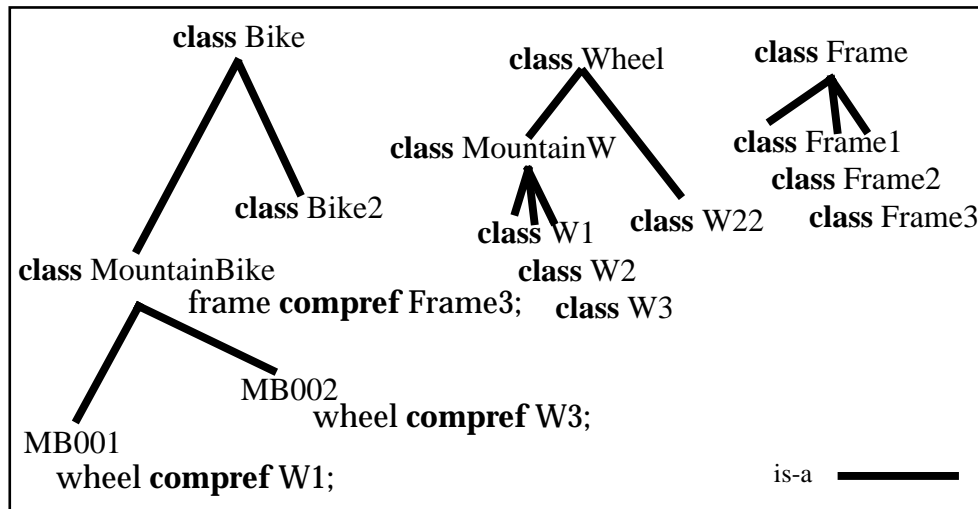 class Bike
class Wheel
class Frame
class MountainW
class Frame1
class Frame2
class Bike2
class W1
class W22
class Frame3
class MountainBike
class W2
frame compref Frame3;
class W3
MB002
wheel compref W3;
MB001
wheel compref W1;
is-a